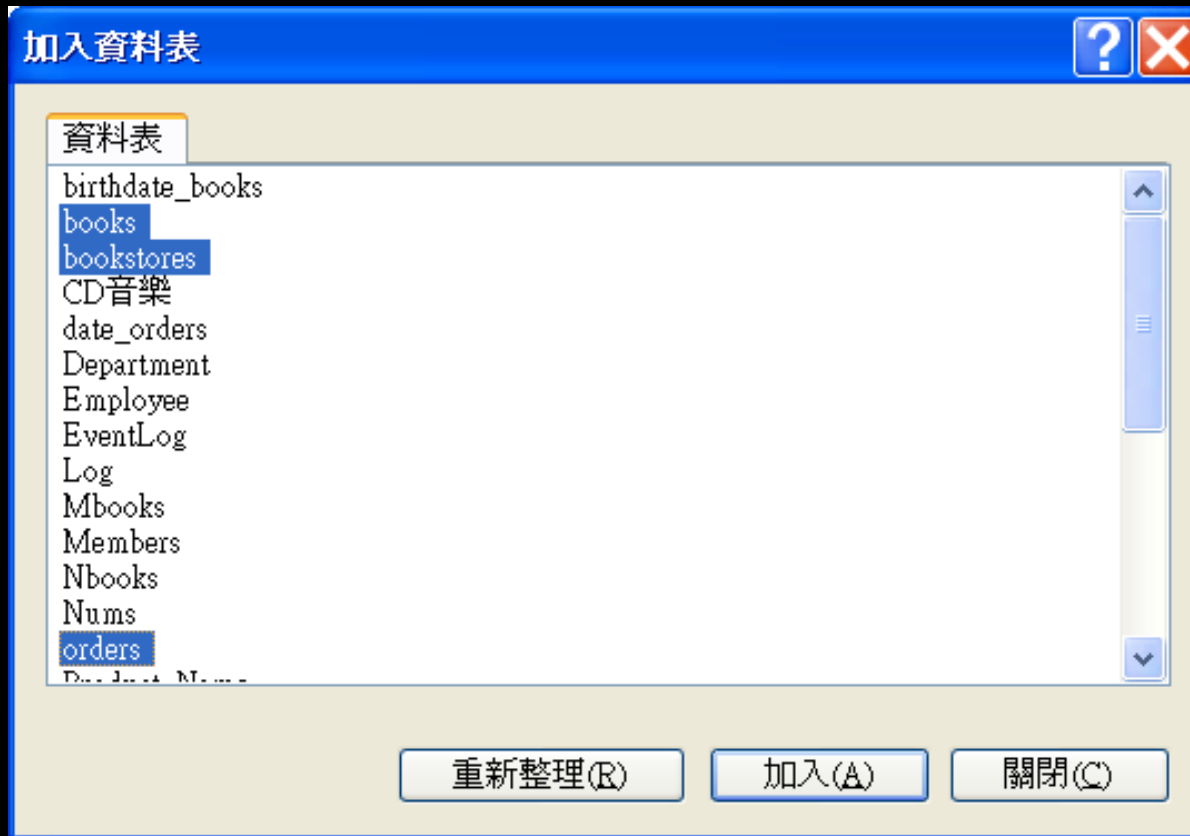 加入資料表
資料表
birthdate_books
books
bookstores
CD音樂
date_orders
Department
Employee
EventLog
Log
Mbooks
Members
Nbooks
Nums
orders
重新整理(R)
加入(A)
關閉(C)